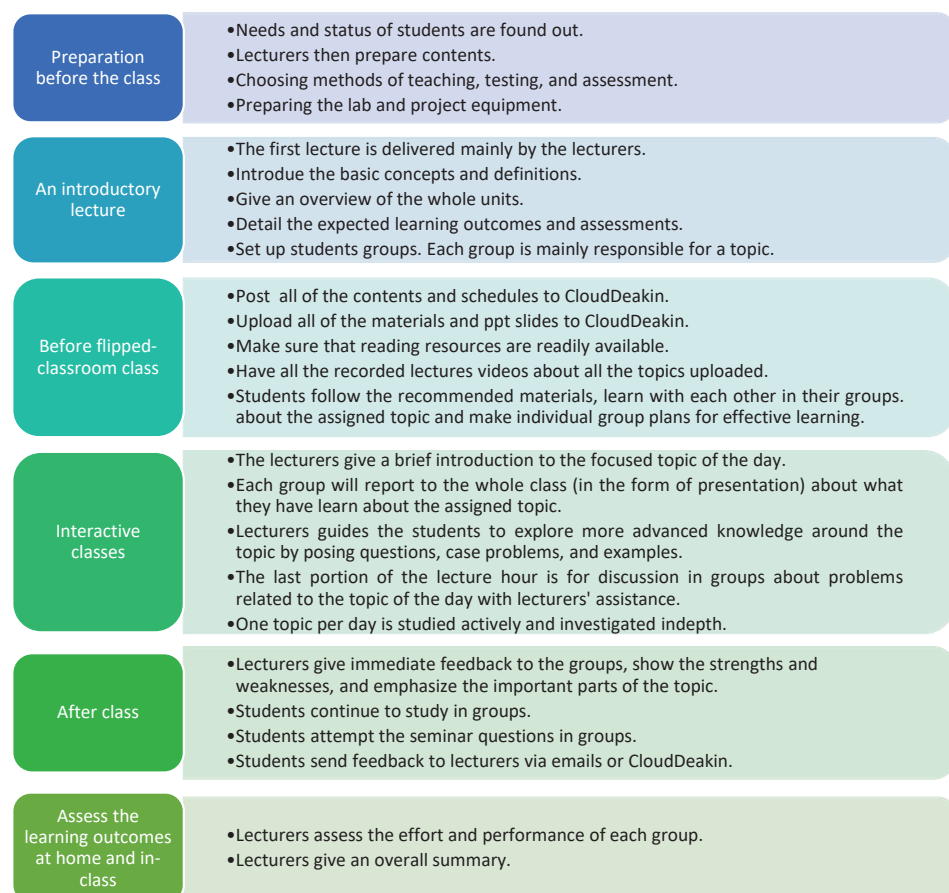 Preparation
before the class
•Needs and status of students are found out.
•Lecturers then prepare contents.
•Choosing methods of teaching, testing, and assessment.
•Preparing the lab and project equipment.
An introductory
lecture
•The first lecture is delivered mainly by the lecturers.
•Introdue the basic concepts and definitions.
•Give an overview of the whole units.
•Detail the expected learning outcomes and assessments.
•Set up students groups. Each group is mainly responsible for a topic.
Before flipped-
classroom class
•Post all of the contents and schedules to CloudDeakin.
•Upload all of the materials and ppt slides to CloudDeakin.
•Make sure that reading resources are readily available.
•Have all the recorded lectures videos about all the topics uploaded.
•Students follow the recommended materials, learn with each other in their groups.
about the assigned topic and make individual group plans for effective learning.
Interactive
classes
•The lecturers give a brief introduction to the focused topic of the day.
•Each group will report to the whole class (in the form of presentation) about what
they have learn about the assigned topic.
•Lecturers guides the students to explore more advanced knowledge around the
topic by posing questions, case problems, and examples.
•The last portion of the lecture hour is for discussion in groups about problems
related to the topic of the day with lecturers' assistance.
•One topic per day is studied actively and investigated indepth.
After class
•Lecturers give immediate feedback to the groups, show the strengths and
weaknesses, and emphasize the important parts of the topic.
•Students continue to study in groups.
•Students attempt the seminar questions in groups.
•Students send feedback to lecturers via emails or CloudDeakin.
Assess the
learning outcomes
at home and in-
class
•Lecturers assess the effort and performance of each group.
•Lecturers give an overall summary.